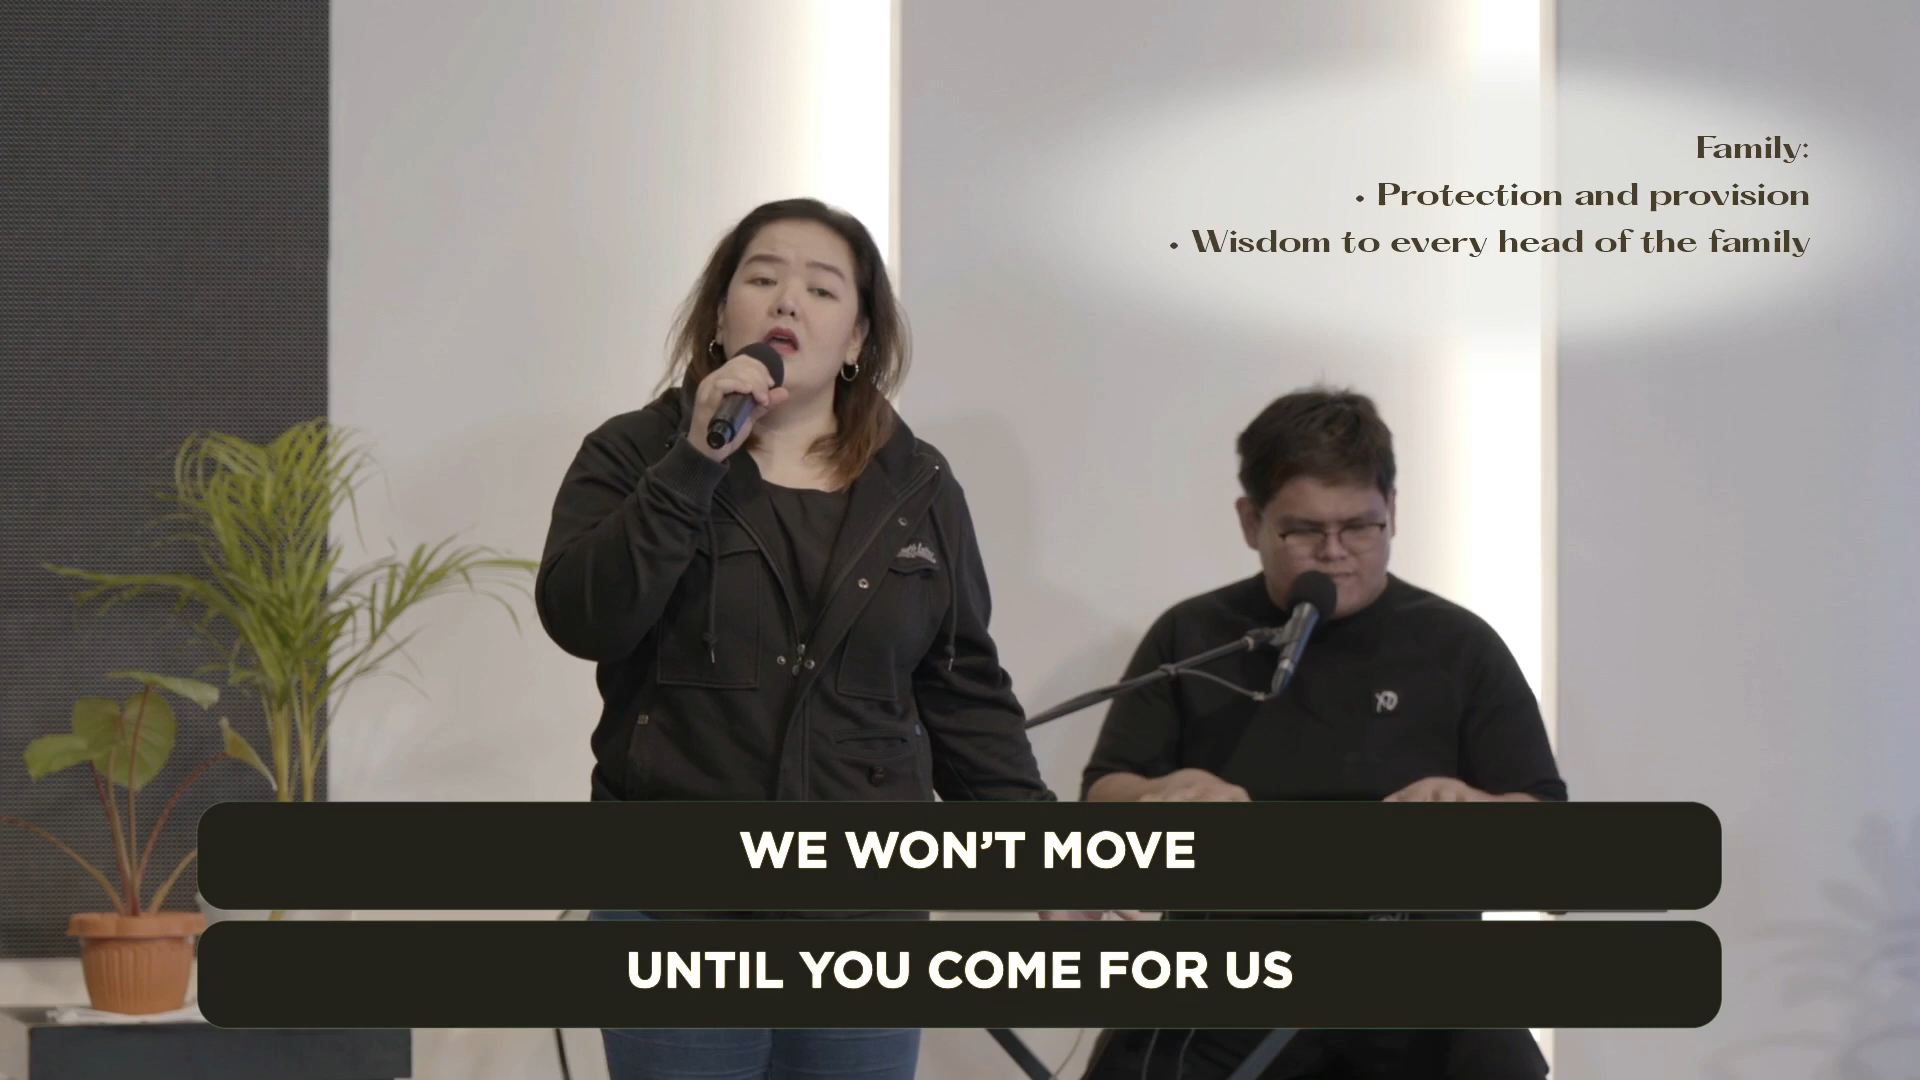 Family:
• Protection and provision
• Wisdom to every head of the family
XO
WE WON'T MOVE
UNTIL YOU COME FOR US